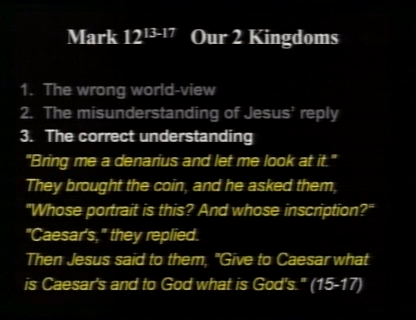 Mark 12¹³⁻¹⁷ Our 2 Kingdoms
1. The wrong world-view
2. The misunderstanding of Jesus' reply
3. The correct understanding
"Bring me a denarius and let me look at it."
They brought the coin, and he asked them,
"Whose portrait is this? And whose inscription?"
"Caesar's," they replied.
Then Jesus said to them, "Give to Caesar what
is Caesar's and to God what is God's." (15-17)